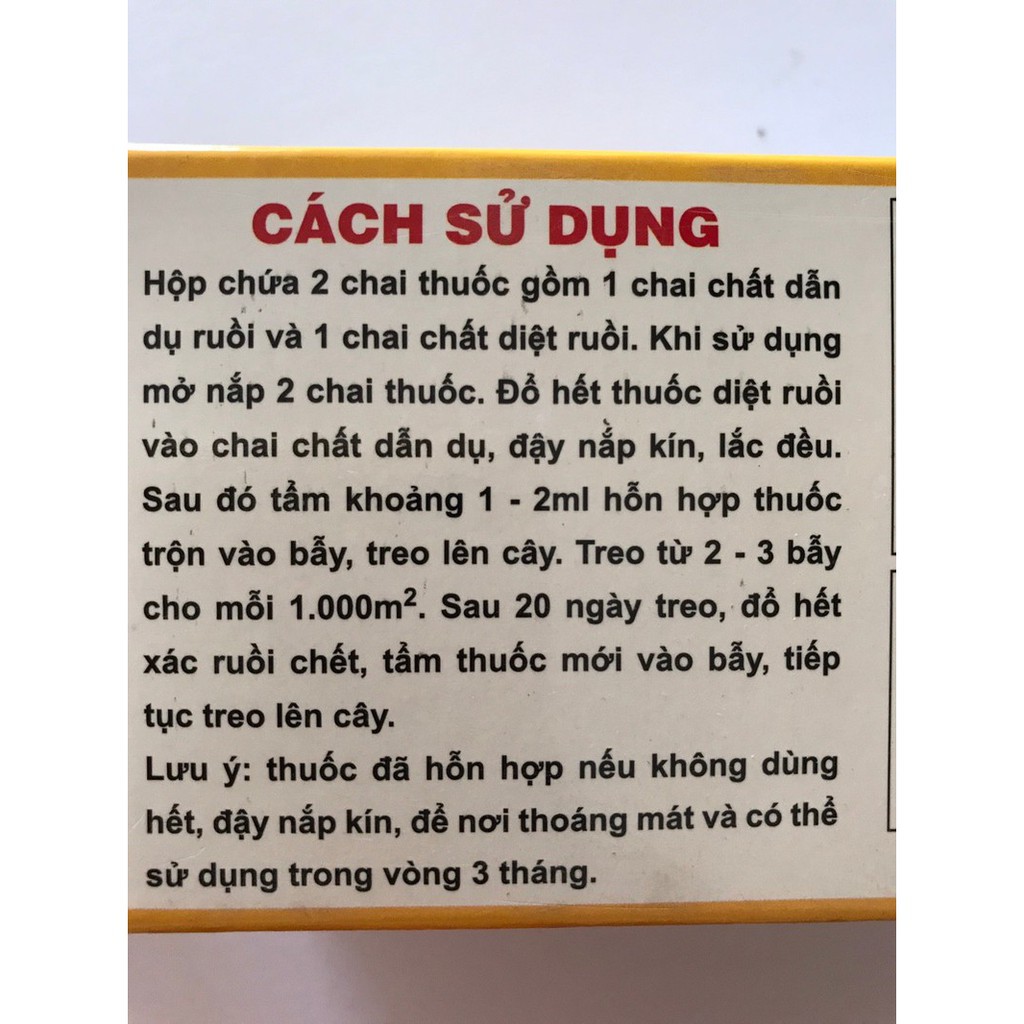 CÁCH SỬ DỤNG
Hộp chứa 2 chai thuốc gồm 1 chai chất dẫn
dụ ruồi và 1 chai chất diệt ruồi. Khi sử dụng
mở nắp 2 chai thuốc. Đổ hết thuốc diệt ruồi
vào chai chất dẫn dụ, đậy nắp kín, lắc đều.
Sau đó tẩm khoảng 1 - 2ml hỗn hợp thuốc
trộn vào bẫy, treo lên cây. Treo từ 2 - 3 bẫy
cho mỗi 1.000m². Sau 20 ngày treo, đổ hết
xác ruồi chết, tẩm thuốc mới vào bẫy, tiếp
tục treo lên cây.
Lưu ý: thuốc đã hỗn hợp nếu không dùng
hết, đậy nắp kín, để nơi thoáng mát và có thể
sử dụng trong vòng 3 tháng.